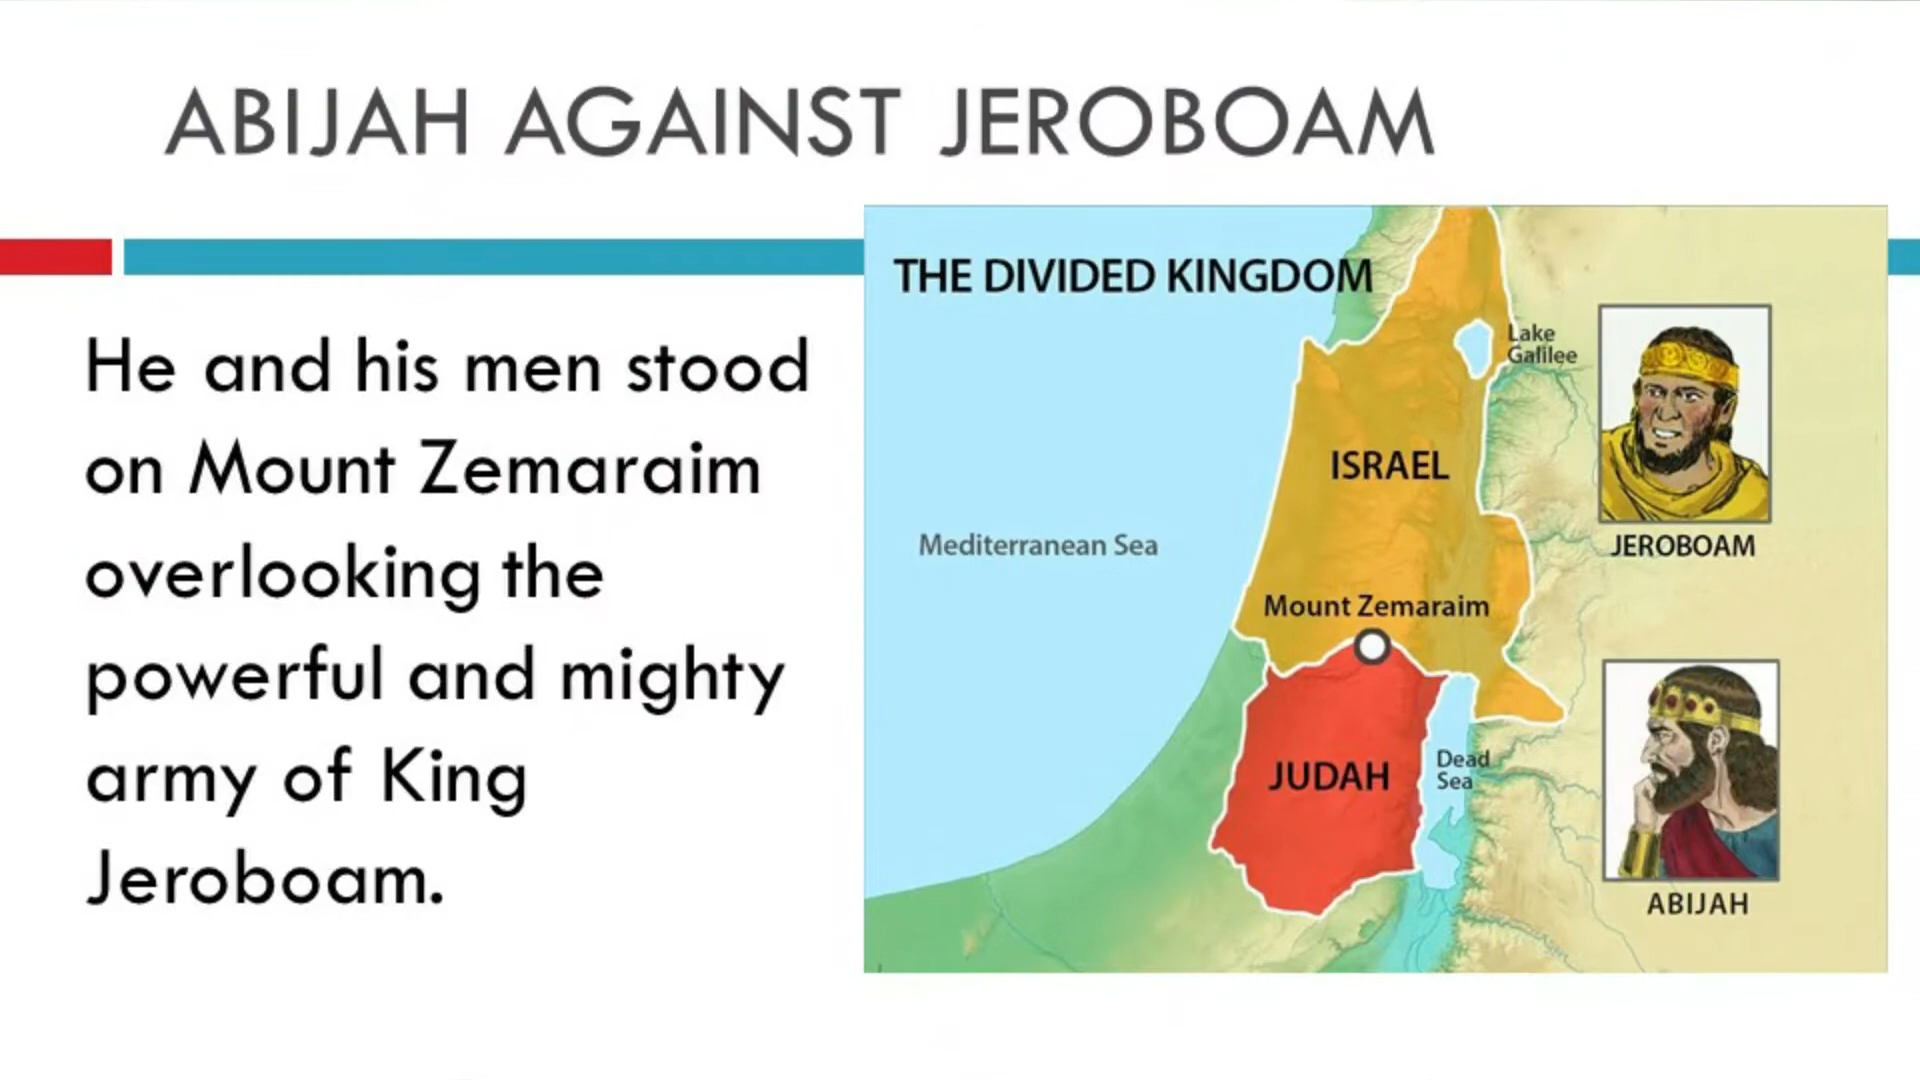 ABIJAH AGAINST JEROBOAM
He and his men stood
on Mount Zemaraim
overlooking the
powerful and mighty
army of King
Jeroboam.
THE DIVIDED KINGDOM
Lake
Galilee
ISRAEL
Mediterranean Sea
JEROBOAM
Mount Zemaraim
JUDAH
Dead
Sea
ABIJAH